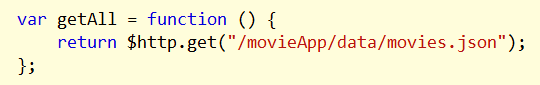 var getAll = function () {
    return $http.get("/movieApp/data/movies.json");
};